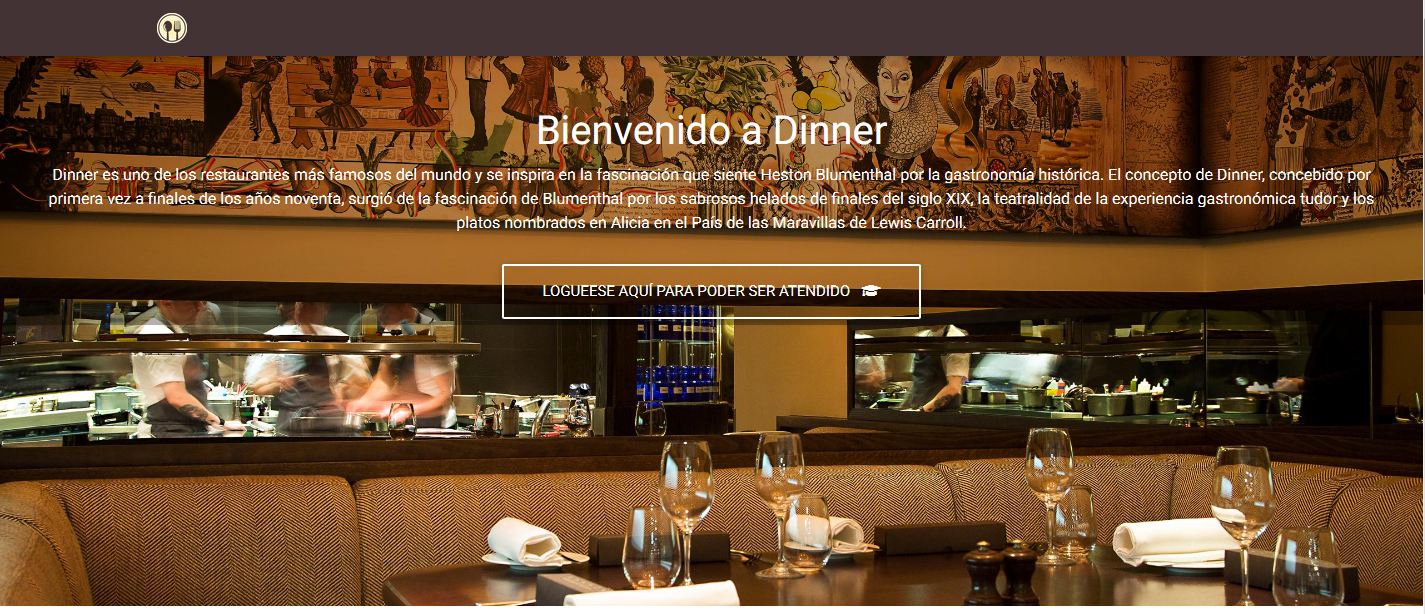 Bienvenido a Dinner
Dinner es uno de los restaurantes más famosos del mundo y se inspira en la fascinación que siente Heston Blumenthal por la gastronomía histórica. El concepto de Dinner, concebido por
primera vez a finales de los años noventa, surgió de la fascinación de Blumenthal por los sabrosos helados de finales del siglo XIX, la teatralidad de la experiencia gastronómica tudor y los
platos nombrados en Alicia en el País de las Maravillas de Lewis Carroll.
LOGUEESE AQUÍ PARA PODER SER ATENDIDO